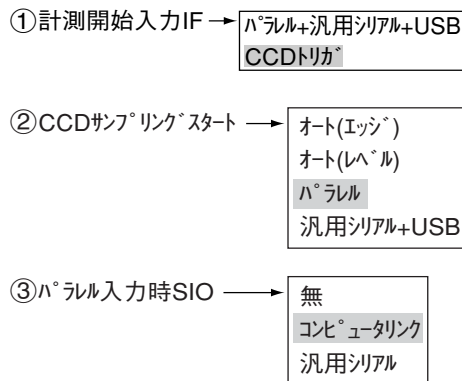 ①計測開始入力IF
ﾊﾟﾗﾚﾙ+汎用ｼﾘｱﾙ+USB
CCDﾄﾘｶﾞ
②CCDｻﾝﾌﾟﾘﾝｸﾞｽﾀｰﾄ
ｵｰﾄ(ｴｯｼﾞ)
ｵｰﾄ(ﾚﾍﾞﾙ)
ﾊﾟﾗﾚﾙ
汎用ｼﾘｱﾙ+USB
③ﾊﾟﾗﾚﾙ入力時SIO
無
ｺﾝﾋﾟｭｰﾀﾘﾝｸ
汎用ｼﾘｱﾙ